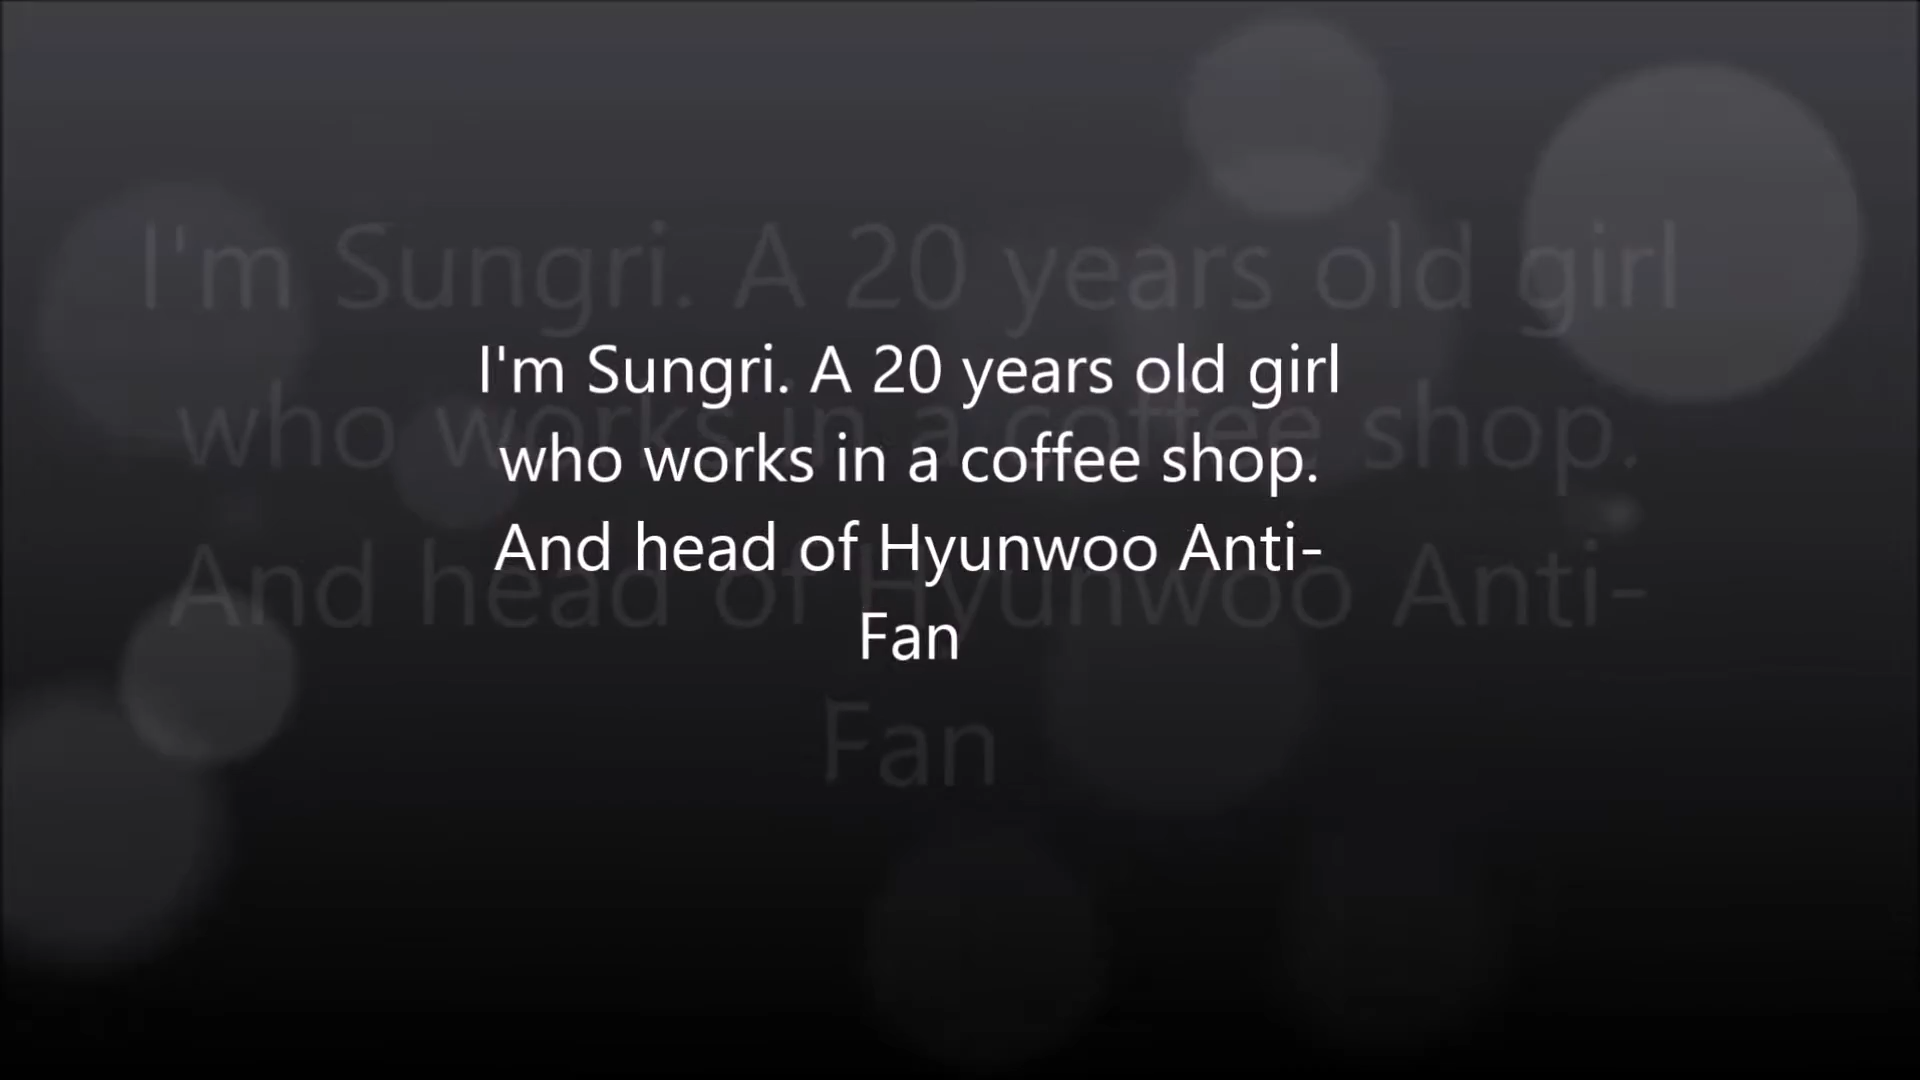 I'm Sungri. A 20 years old girl
who works in a coffee shop.
And head of Hyunwoo Anti-
Fan